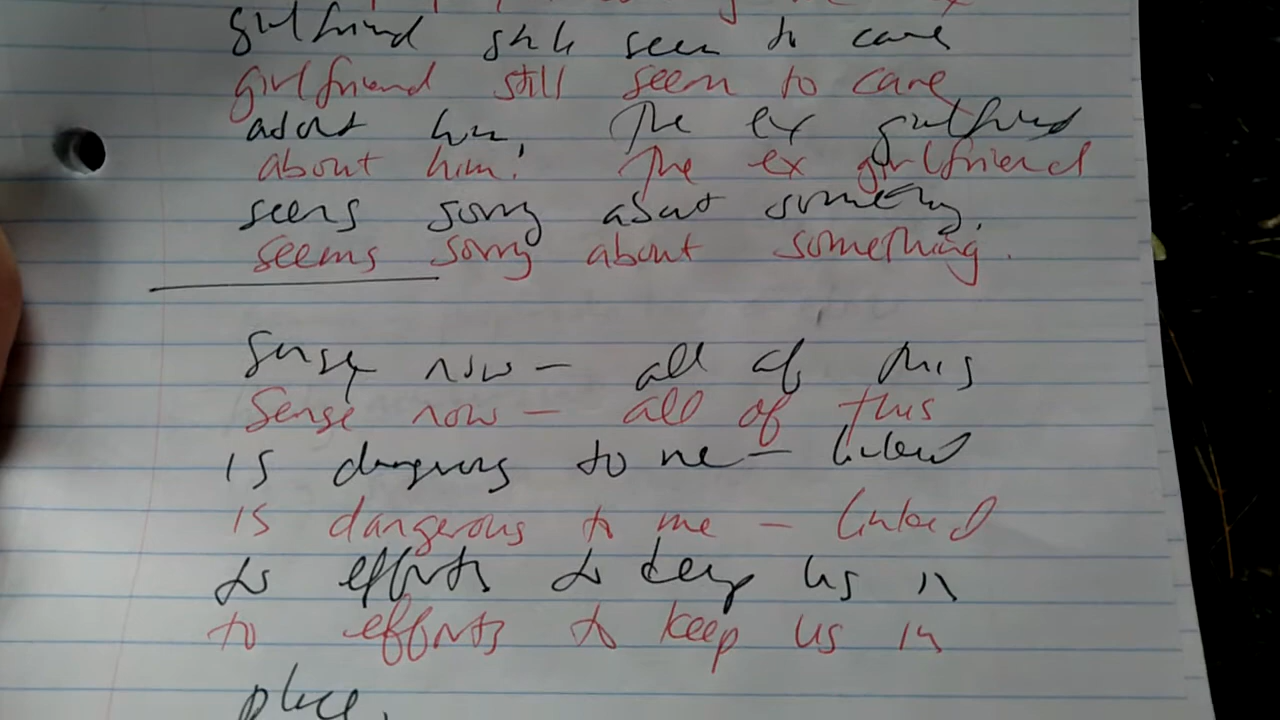 girlfriend still seem to care
girlfriend still seem to care
about him. The ex girlfriend
about him. The ex girlfriend
seems sorry about something.
seems sorry about something.
Sense now - all of this
Sense now - all of this
is dangerous to me - linked
is dangerous to me - linked
to efforts to keep us in
to efforts to keep us in
place.